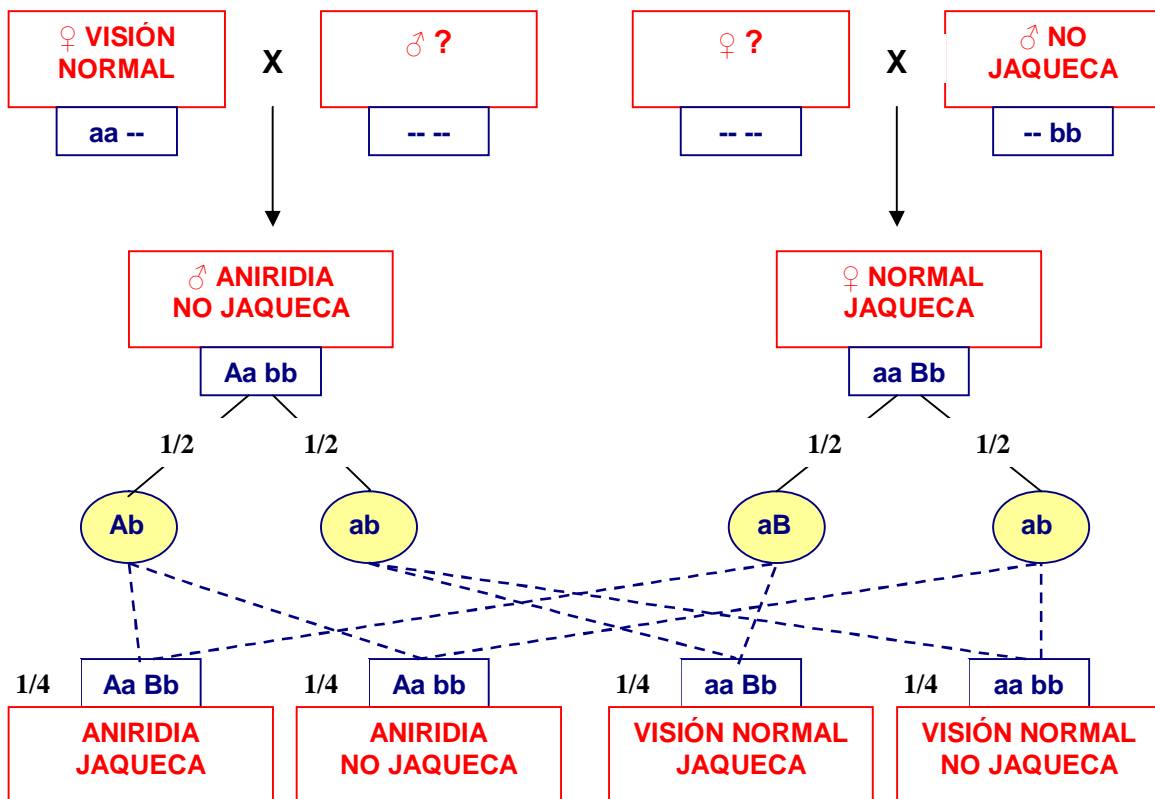 ♀ VISIÓN
NORMAL
X
♂ ?
♀ ?
X
♂ NO
JAQUECA
aa --
-- --
-- --
-- bb
♂ ANIRIDIA
NO JAQUECA
♀ NORMAL
JAQUECA
Aa bb
aa Bb
1/2
1/2
1/2
1/2
Ab
ab
aB
ab
1/4
Aa Bb
1/4
Aa bb
1/4
aa Bb
1/4
aa bb
ANIRIDIA
JAQUECA
ANIRIDIA
NO JAQUECA
VISIÓN NORMAL
JAQUECA
VISIÓN NORMAL
NO JAQUECA